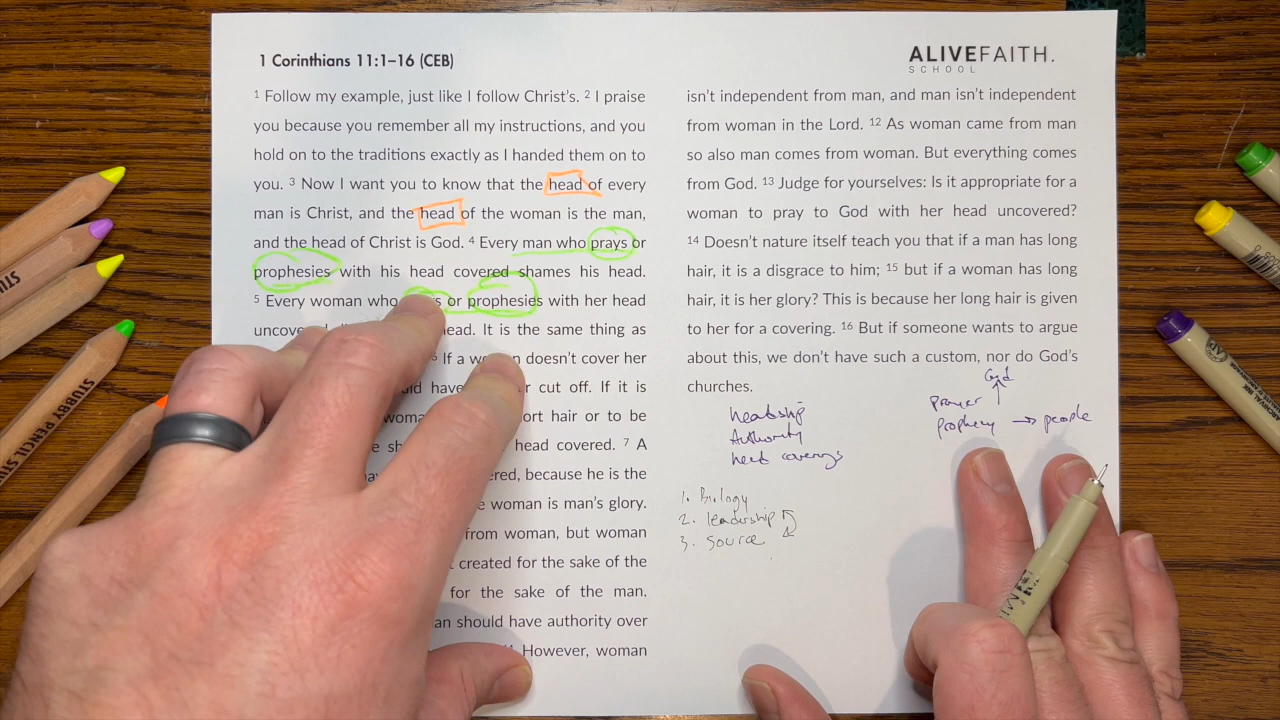 1 Corinthians 11:1–16 (CEB)
ALIVEFAITH.
SCHOOL
1 Follow my example, just like I follow Christ's. 2 I praise
you because you remember all my instructions, and you
hold on to the traditions exactly as I handed them on to
you. 3 Now I want you to know that the head of every
man is Christ, and the head of the woman is the man,
and the head of Christ is God. 4 Every man who prays or
prophesies with his head covered shames his head.
5 Every woman who or prophesies with her head
It is the same thing as
6 If a doesn't cover her
cut off. If it is
hair or to be
head covered. 7 A
because he is the
woman is man's glory.
from woman, but woman
created for the sake of the
for the sake of the man.
should have authority over
However, woman
isn't independent from man, and man isn't independent
from woman in the Lord. 12 As woman came from man
so also man comes from woman. But everything comes
from God. 13 Judge for yourselves: Is it appropriate for a
woman to pray to God with her head uncovered?
14 Doesn't nature itself teach you that if a man has long
hair, it is a disgrace to him; 15 but if a woman has long
hair, it is her glory? This is because her long hair is given
to her for a covering. 16 But if someone wants to argue
about this, we don't have such a custom, nor do God's
churches.
headship
Authority
head coverings
1. Biology
2. leadership
3. Source
God
prayer
prophecy → people
STUBBY PENCIL